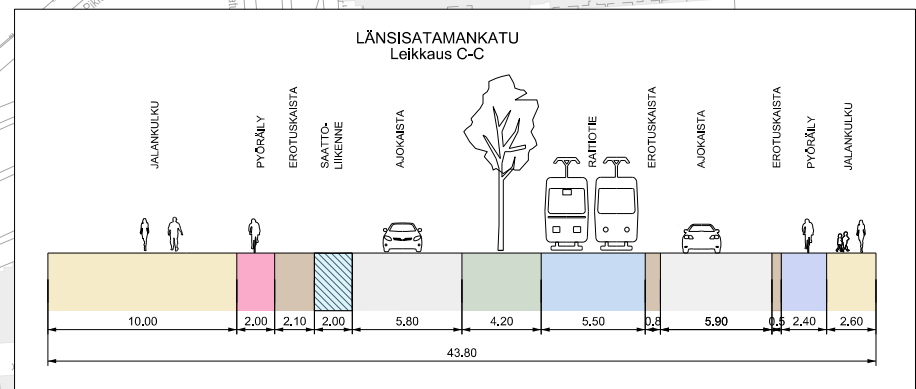 LÄNSISATAMANKATU
Leikkaus C-C
JALANKULKU
PYÖRÄILY
EROTUSKAISTA
SAATTO-
LIIKENNE
AJOKAISTA
RAITIOTIE
EROTUSKAISTA
AJOKAISTA
EROTUSKAISTA
PYÖRÄILY
JALANKULKU
10.00 2.00 2.10 2.00 5.80 4.20 5.50 0.8 5.90 0.5 2.40 2.60
43.80